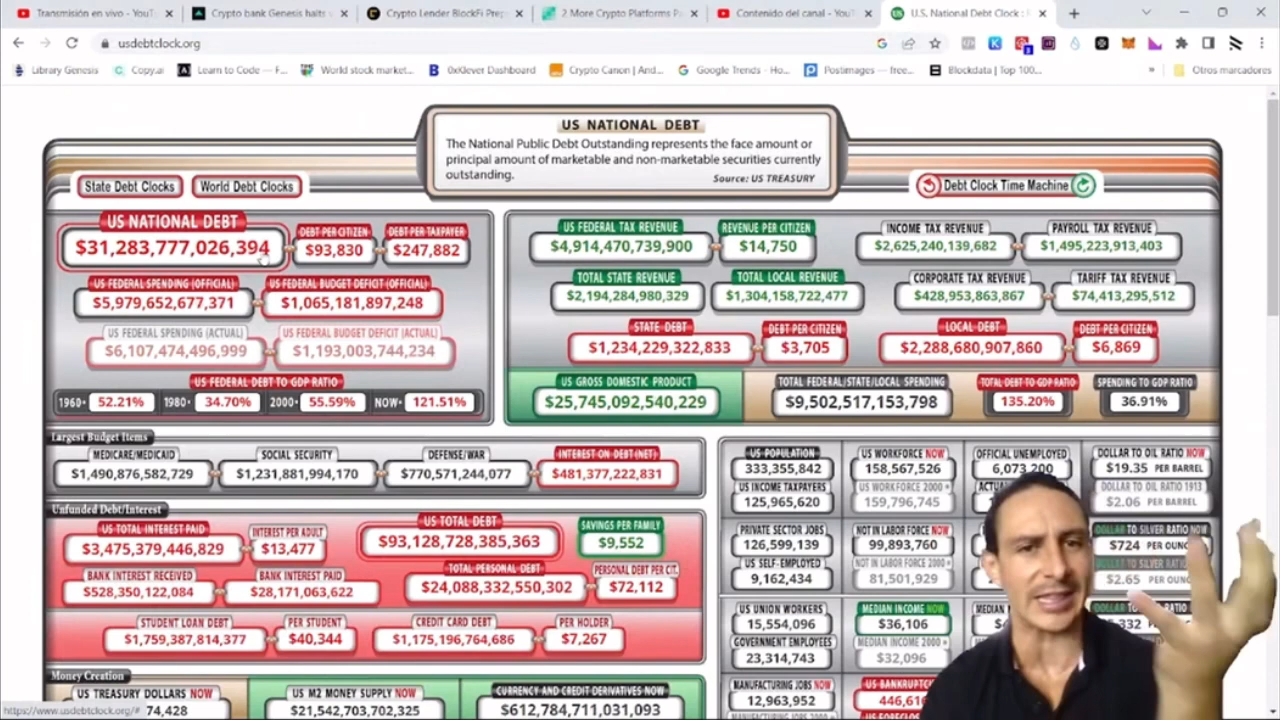 Transmisión en vivo - YouT
Crypto bank Genesis halts
Crypto Lender BlockFi Prep
2 More Crypto Platforms Pa
Contenido del canal - YouT
U.S. National Debt Clock :
usdebtclock.org
Library Genesis
Copy.ai
Learn to Code — F...
World stock market...
0xKlever Dashboard
Crypto Canon | And...
Google Trends - Ho...
Postimages — free...
Blockdata | Top 100...
»
Otros marcadores
US NATIONAL DEBT
The National Public Debt Outstanding represents the face amount or
principal amount of marketable and non-marketable securities currently
outstanding.
Source: US TREASURY
State Debt Clocks
World Debt Clocks
Debt Clock Time Machine
US NATIONAL DEBT
$31,283,777,026,394
DEBT PER CITIZEN
$93,830
DEBT PER TAXPAYER
$247,882
US FEDERAL SPENDING (OFFICIAL)
$5,979,652,677,371
US FEDERAL BUDGET DEFICIT (OFFICIAL)
$1,065,181,897,248
US FEDERAL SPENDING (ACTUAL)
$6,107,474,496,999
US FEDERAL BUDGET DEFICIT (ACTUAL)
$1,193,003,744,234
US FEDERAL DEBT TO GDP RATIO
1960• 52.21% 1980• 34.70% 2000• 55.59% NOW• 121.51%
US FEDERAL TAX REVENUE
$4,914,470,739,900
REVENUE PER CITIZEN
$14,750
INCOME TAX REVENUE
$2,625,240,139,682
PAYROLL TAX REVENUE
$1,495,223,913,403
TOTAL STATE REVENUE
$2,194,284,980,329
TOTAL LOCAL REVENUE
$1,304,158,722,477
CORPORATE TAX REVENUE
$428,953,863,867
TARIFF TAX REVENUE
$74,413,295,512
STATE DEBT
$1,234,229,322,833
DEBT PER CITIZEN
$3,705
LOCAL DEBT
$2,288,680,907,860
DEBT PER CITIZEN
$6,869
US GROSS DOMESTIC PRODUCT
$25,745,092,540,229
TOTAL FEDERAL/STATE/LOCAL SPENDING
$9,502,517,153,798
TOTAL DEBT TO GDP RATIO
135.20%
SPENDING TO GDP RATIO
36.91%
Largest Budget Items
MEDICARE/MEDICAID
$1,490,876,582,729
SOCIAL SECURITY
$1,231,881,994,170
DEFENSE/WAR
$770,571,244,077
INTEREST ON DEBT (NET)
$481,377,222,831
Unfunded Debt/Interest
US TOTAL INTEREST PAID
$3,475,379,446,829
INTEREST PER ADULT
$13,477
US TOTAL DEBT
$93,128,728,385,363
SAVINGS PER FAMILY
$9,552
BANK INTEREST RECEIVED
$528,350,122,084
BANK INTEREST PAID
$28,171,063,622
TOTAL PERSONAL DEBT
$24,088,332,550,302
PERSONAL DEBT PER CIT.
$72,112
STUDENT LOAN DEBT
$1,759,387,814,377
PER STUDENT
$40,344
CREDIT CARD DEBT
$1,175,196,764,686
PER HOLDER
$7,267
Money Creation
US TREASURY DOLLARS NOW
74,428
US M2 MONEY SUPPLY NOW
$21,542,703,702,325
CURRENCY AND CREDIT DERIVATIVES NOW
$612,784,711,031,093
US POPULATION
333,355,842
US WORKFORCE NOW
158,567,526
OFFICIAL UNEMPLOYED
6,073,200
DOLLAR TO OIL RATIO NOW
$19.35 PER BARREL
US INCOME TAXPAYERS
125,965,620
US WORKFORCE 2000
159,796,745
DOLLAR TO OIL RATIO 1913
$2.06 PER BARREL
PRIVATE SECTOR JOBS
126,599,139
NOT IN LABOR FORCE NOW
99,893,760
DOLLAR TO SILVER RATIO NOW
$724 PER OUNC
US SELF-EMPLOYED
9,162,434
NOT IN LABOR FORCE 2000
81,501,929
DOLLAR TO SILVER RATIO
$2.65 PER OUN
US UNION WORKERS
15,554,096
MEDIAN INCOME NOW
$36,106
MEDIAN
DOLLAR TO
GOVERNMENT EMPLOYEES
23,314,743
MEDIAN INCOME 2000
$32,096
MANUFACTURING JOBS NOW
12,963,952
US BANKRUPTC
446,616
https://www.usdebtclock.org/#